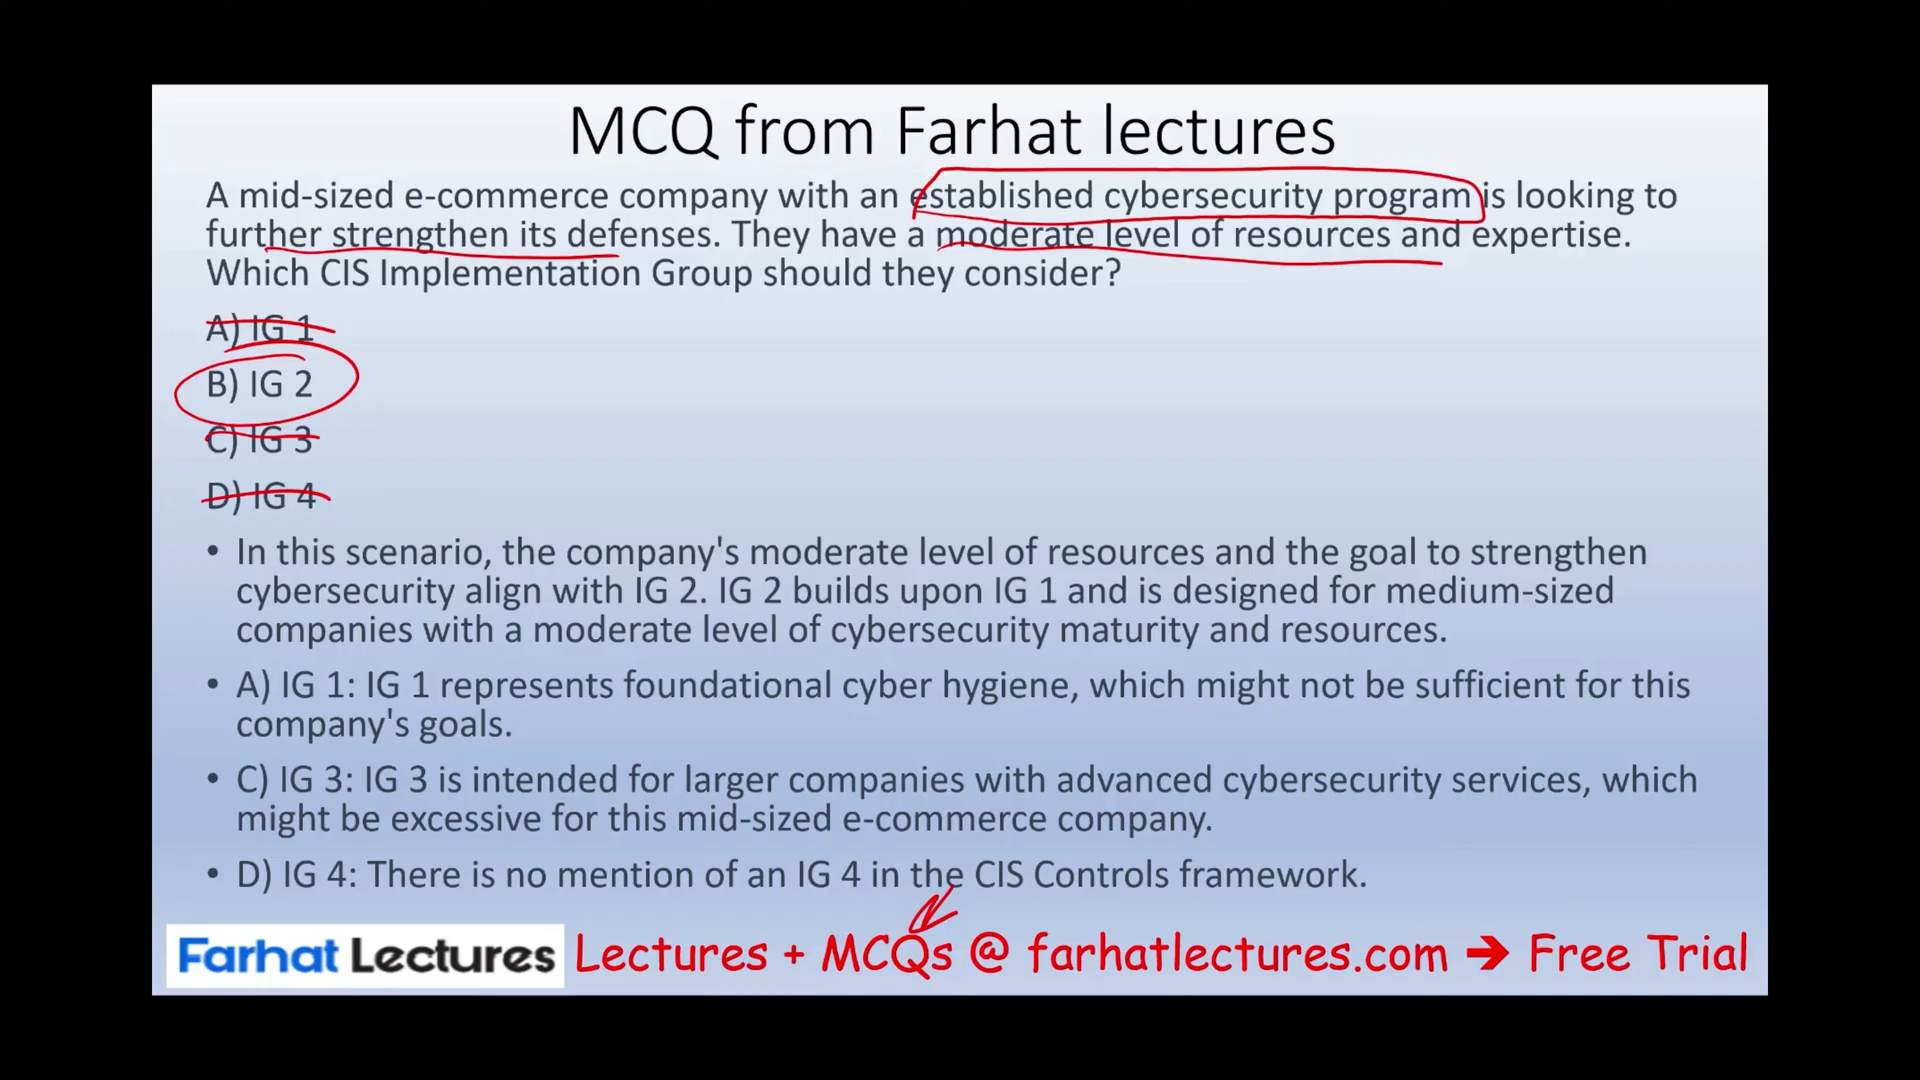 MCQ from Farhat lectures
A mid-sized e-commerce company with an established cybersecurity program is looking to
further strengthen its defenses. They have a moderate level of resources and expertise.
Which CIS Implementation Group should they consider?
A) IG 1
B) IG 2
C) IG 3
D) IG 4
• In this scenario, the company's moderate level of resources and the goal to strengthen
cybersecurity align with IG 2. IG 2 builds upon IG 1 and is designed for medium-sized
companies with a moderate level of cybersecurity maturity and resources.
• A) IG 1: IG 1 represents foundational cyber hygiene, which might not be sufficient for this
company's goals.
• C) IG 3: IG 3 is intended for larger companies with advanced cybersecurity services, which
might be excessive for this mid-sized e-commerce company.
• D) IG 4: There is no mention of an IG 4 in the CIS Controls framework.
Farhat Lectures Lectures + MCQs @ farhatlectures.com ➔ Free Trial